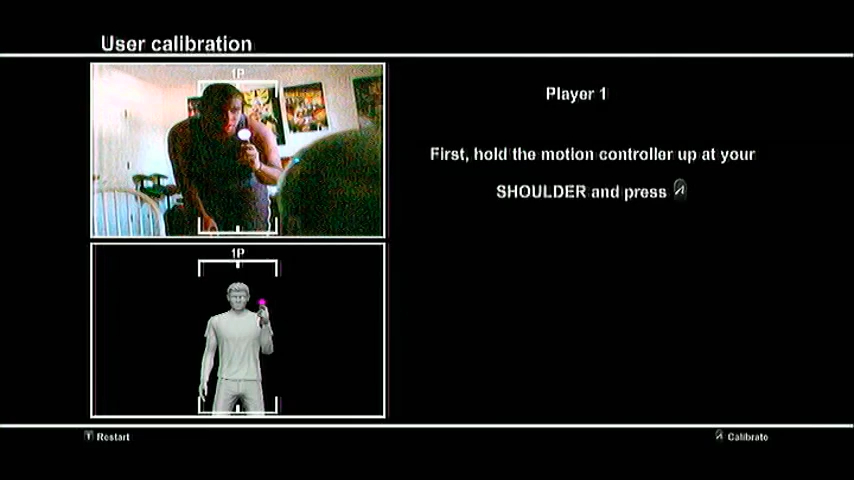 User calibration
1P
Player 1
First, hold the motion controller up at your
SHOULDER and press
1P
Restart
Calibrate